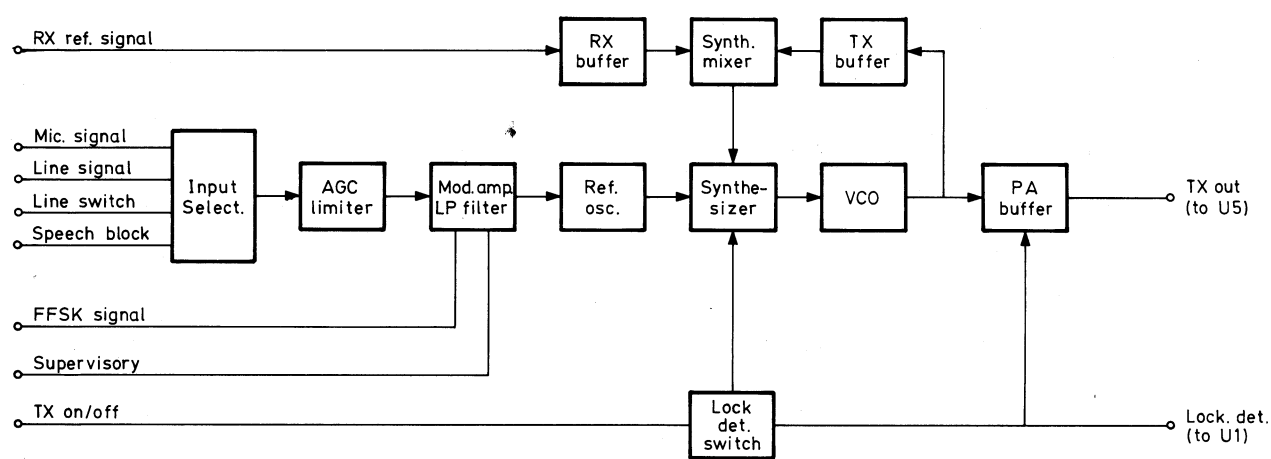 RX ref. signal
RX
buffer
Synth.
mixer
TX
buffer
Mic. signal
Line signal
Line switch
Speech block
Input
Select.
AGC
limiter
Mod. amp.
LP filter
Ref.
osc.
Synthe-
sizer
VCO
PA
buffer
TX out
(to U5)
FFSK signal
Supervisory
TX on/off
Lock
det.
switch
Lock. det.
(to U1)